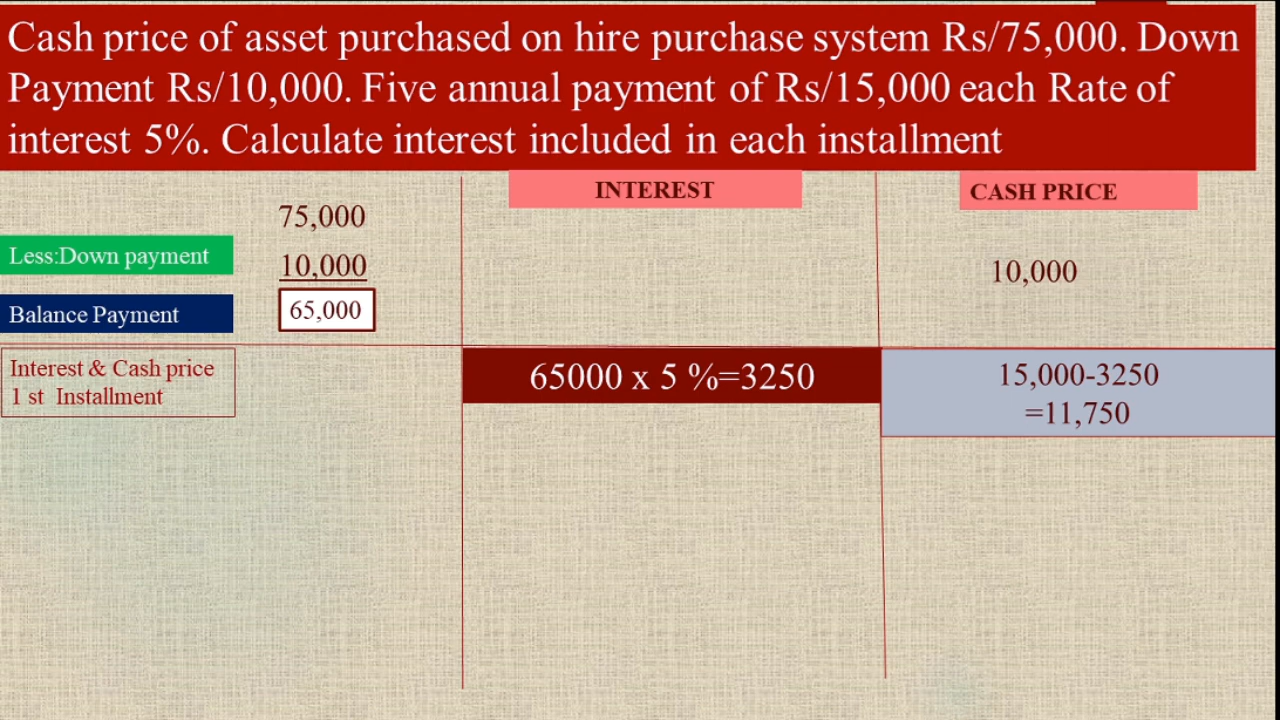 Cash price of asset purchased on hire purchase system Rs/75,000. Down
Payment Rs/10,000. Five annual payment of Rs/15,000 each Rate of
interest 5%. Calculate interest included in each installment
INTEREST
CASH PRICE
75,000
Less:Down payment
10,000
10,000
Balance Payment
65,000
Interest & Cash price
1 st Installment
65000 x 5 %=3250
15,000-3250
=11,750